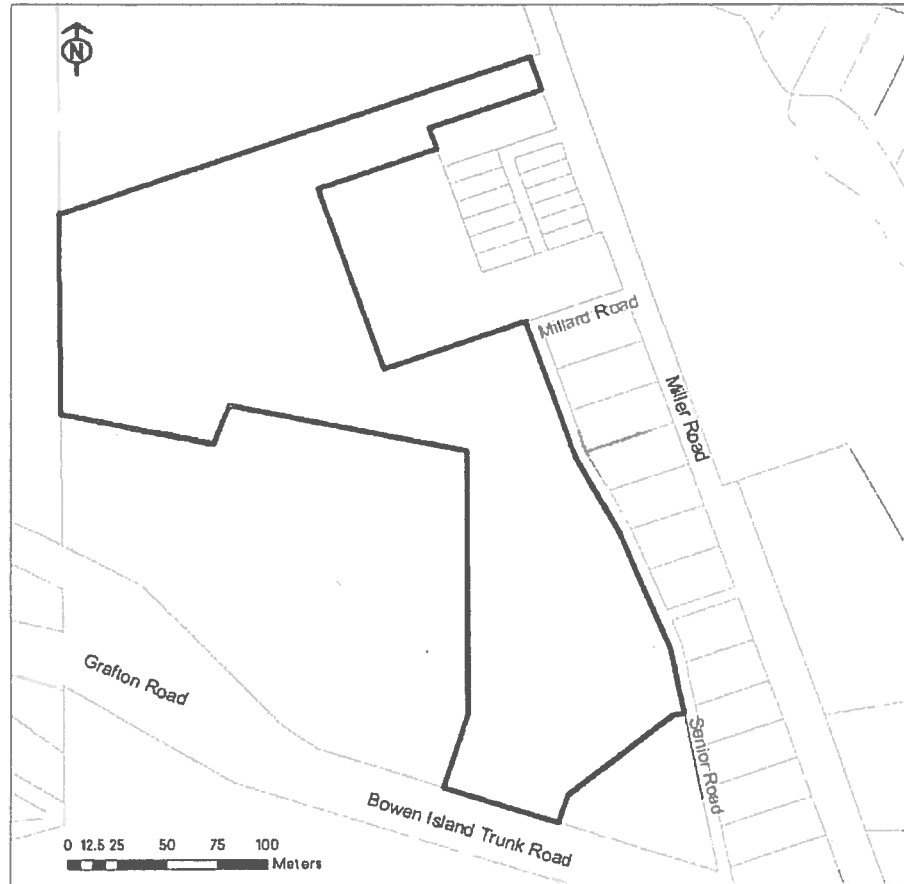 N
Millard Road
Miller Road
Grafton Road
Senior Road
Bowen Island Trunk Road
0 12.5 25 50 75 100
Meters